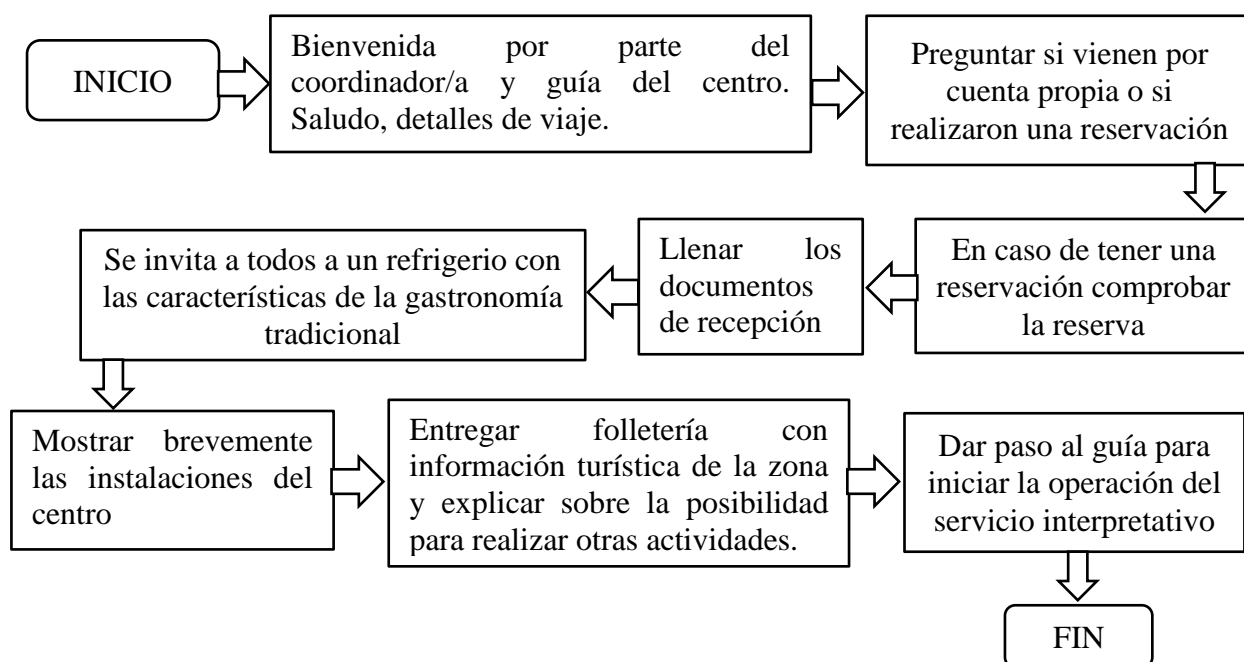 INICIO
Bienvenida por parte del
coordinador/a y guía del centro.
Saludo, detalles de viaje.
Preguntar si vienen por
cuenta propia o si
realizaron una reservación
En caso de tener una
reservación comprobar
la reserva
Llenar los
documentos
de recepción
Se invita a todos a un refrigerio con
las características de la gastronomía
tradicional
Mostrar brevemente
las instalaciones del
centro
Entregar folletería con
información turística de la zona
y explicar sobre la posibilidad
para realizar otras actividades.
Dar paso al guía para
iniciar la operación del
servicio interpretativo
FIN